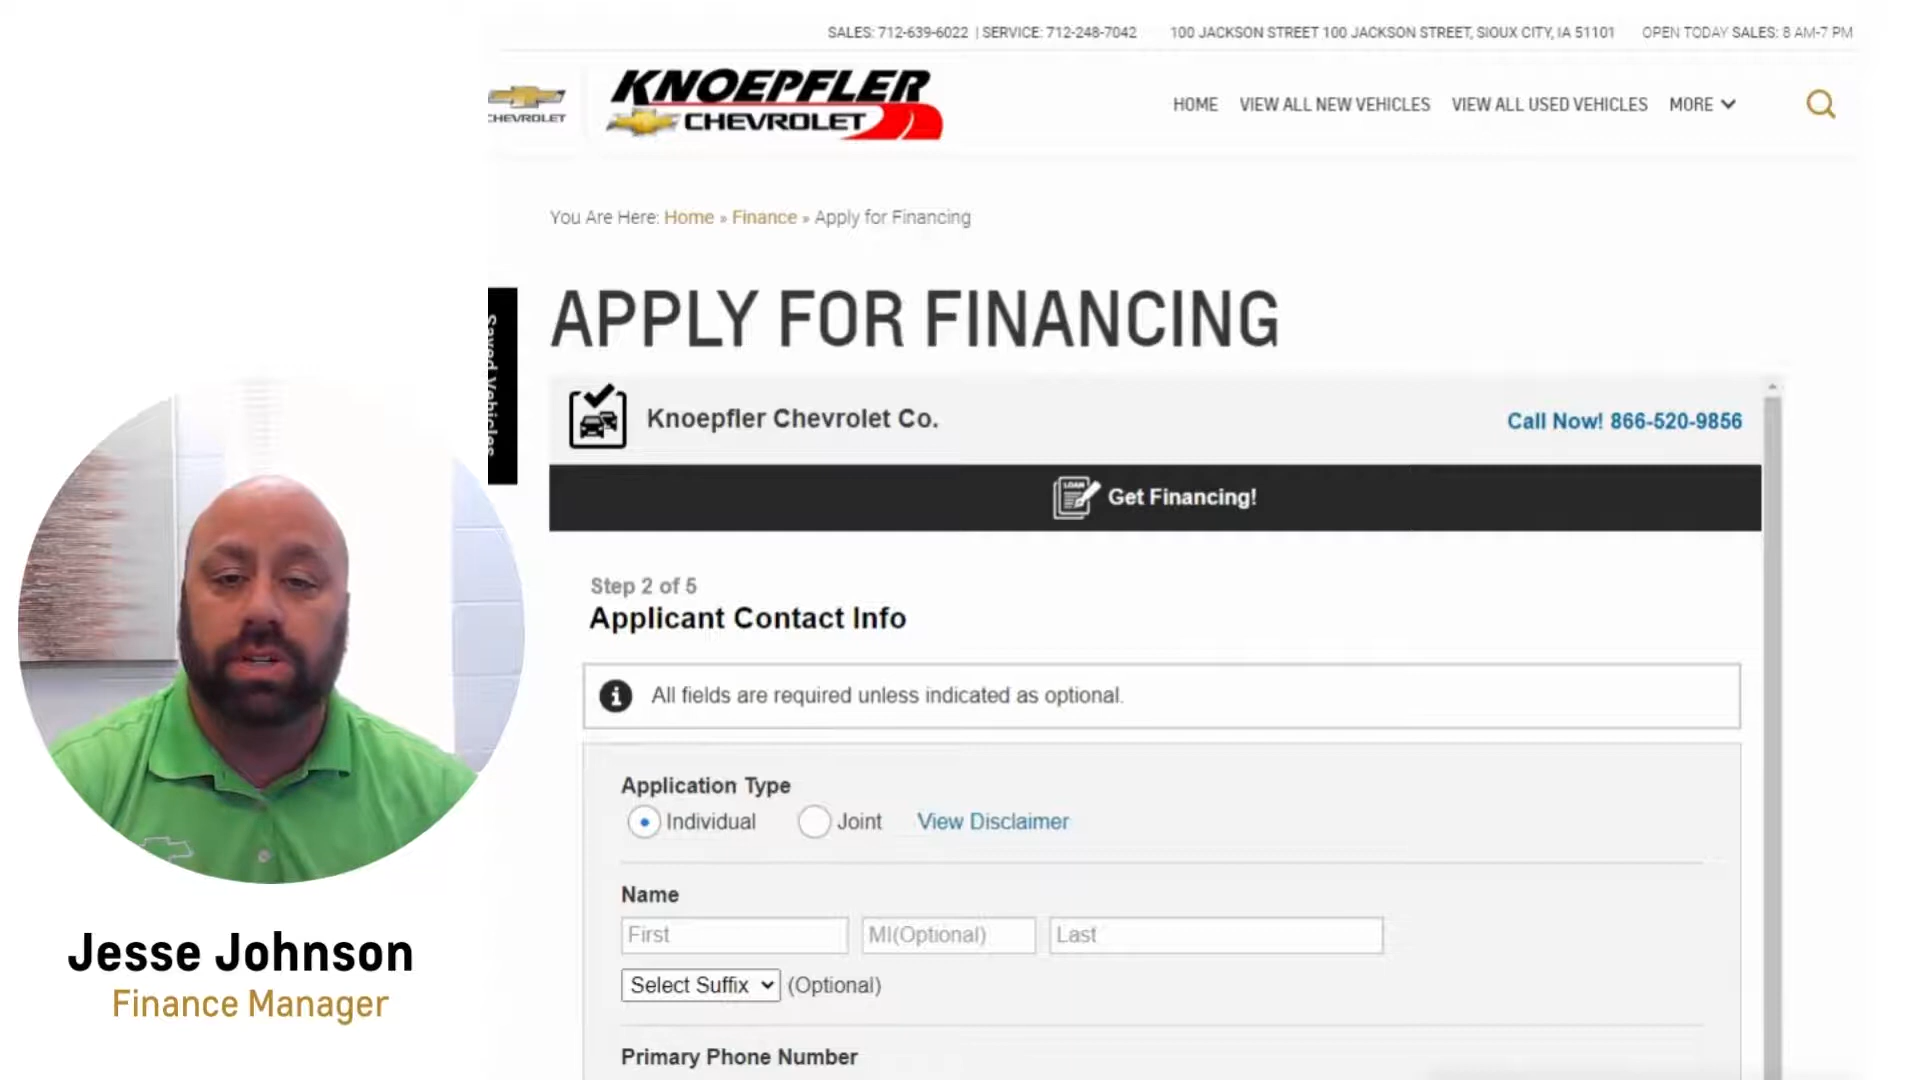 SALES: 712-639-6022 | SERVICE: 712-248-7042 100 JACKSON STREET 100 JACKSON STREET, SIOUX CITY, IA 51101 OPEN TODAY SALES: 8 AM-7 PM
CHEVROLET
KNOEPFLER
CHEVROLET
HOME VIEW ALL NEW VEHICLES VIEW ALL USED VEHICLES MORE
You Are Here: Home » Finance » Apply for Financing
Saved Vehicles
APPLY FOR FINANCING
Knoepfler Chevrolet Co.
Call Now! 866-520-9856
LOAN
Get Financing!
Step 2 of 5
Applicant Contact Info
All fields are required unless indicated as optional.
Application Type
Individual Joint View Disclaimer
Name
First MI(Optional) Last
Select Suffix (Optional)
Primary Phone Number
Jesse Johnson
Finance Manager